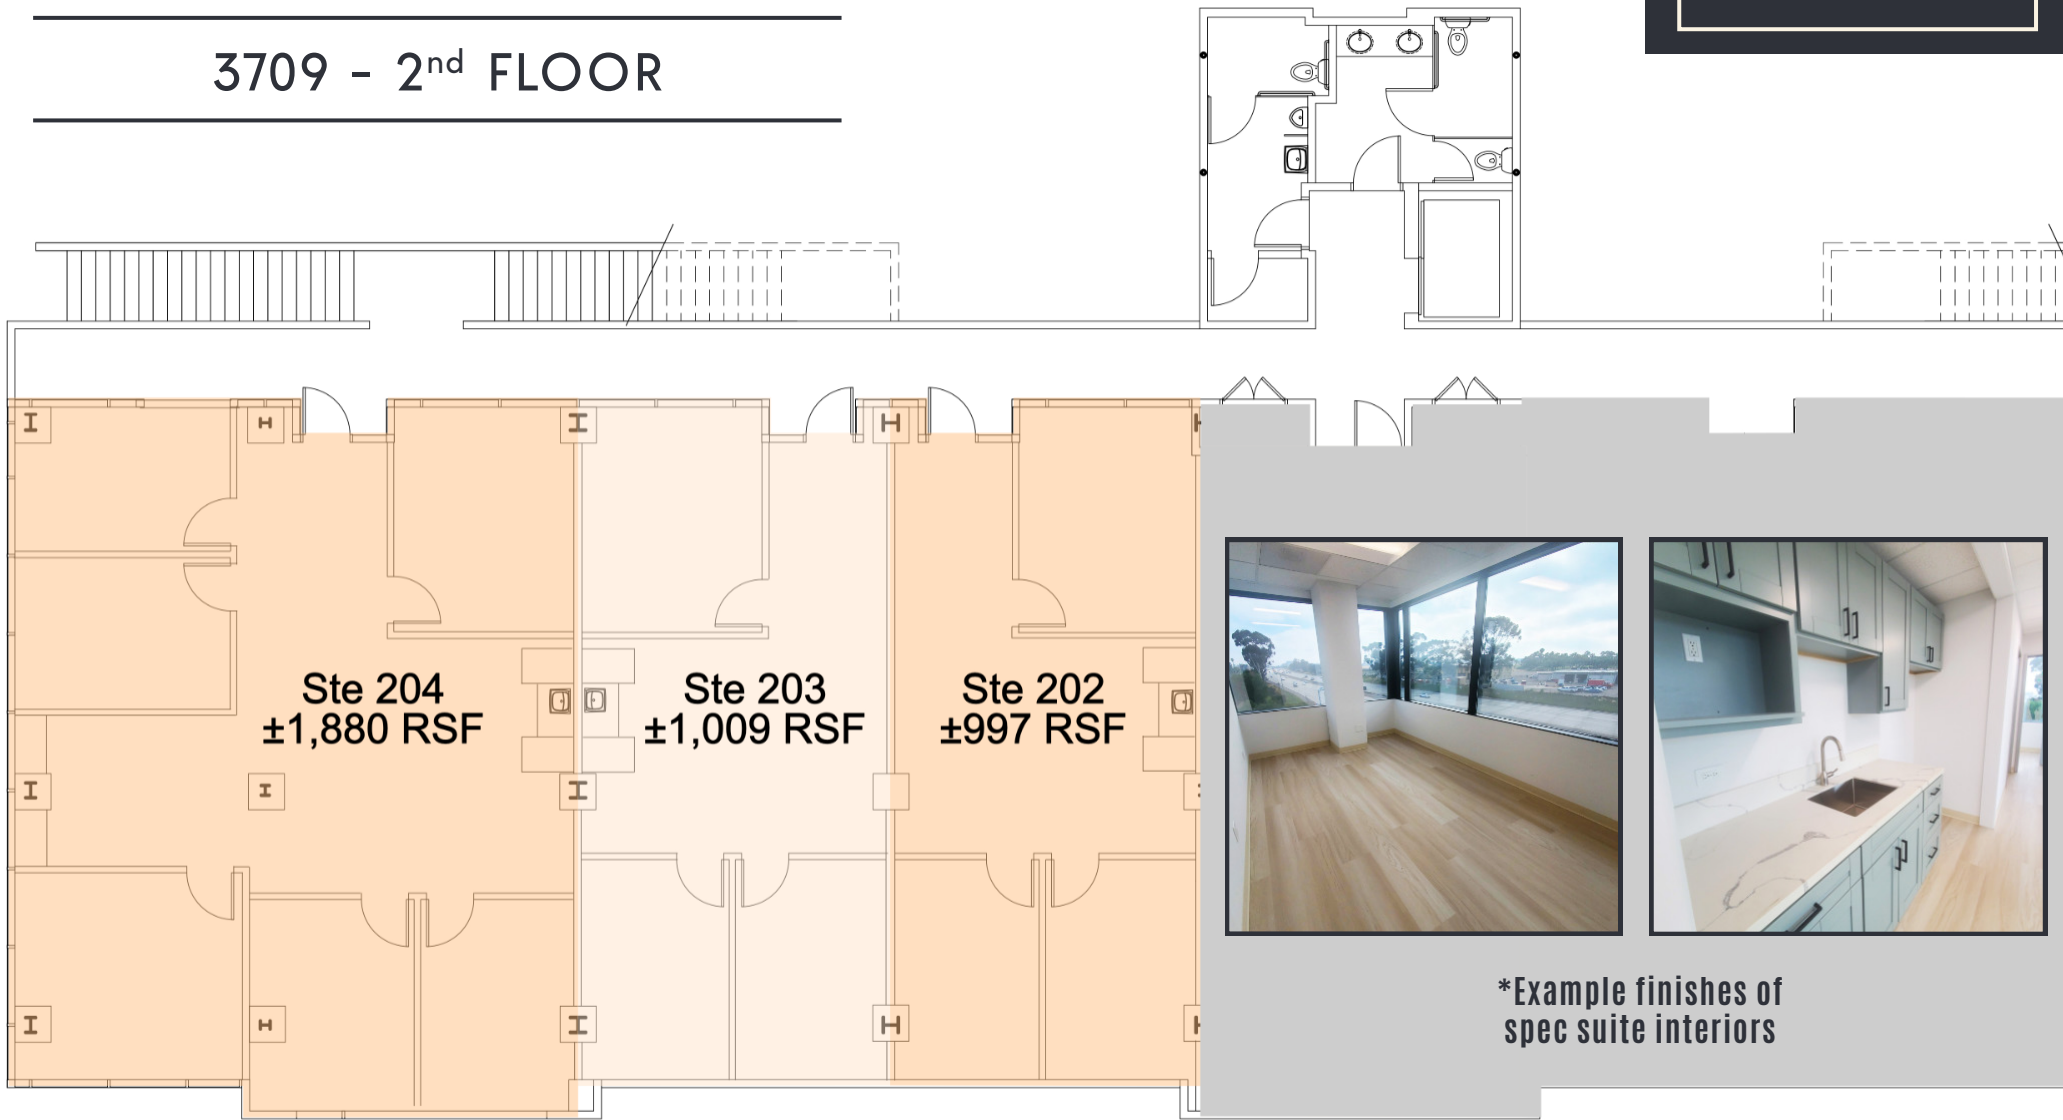 3709 - 2nd FLOOR
Ste 204
±1,880 RSF
Ste 203
±1,009 RSF
Ste 202
±997 RSF
*Example finishes of
spec suite interiors